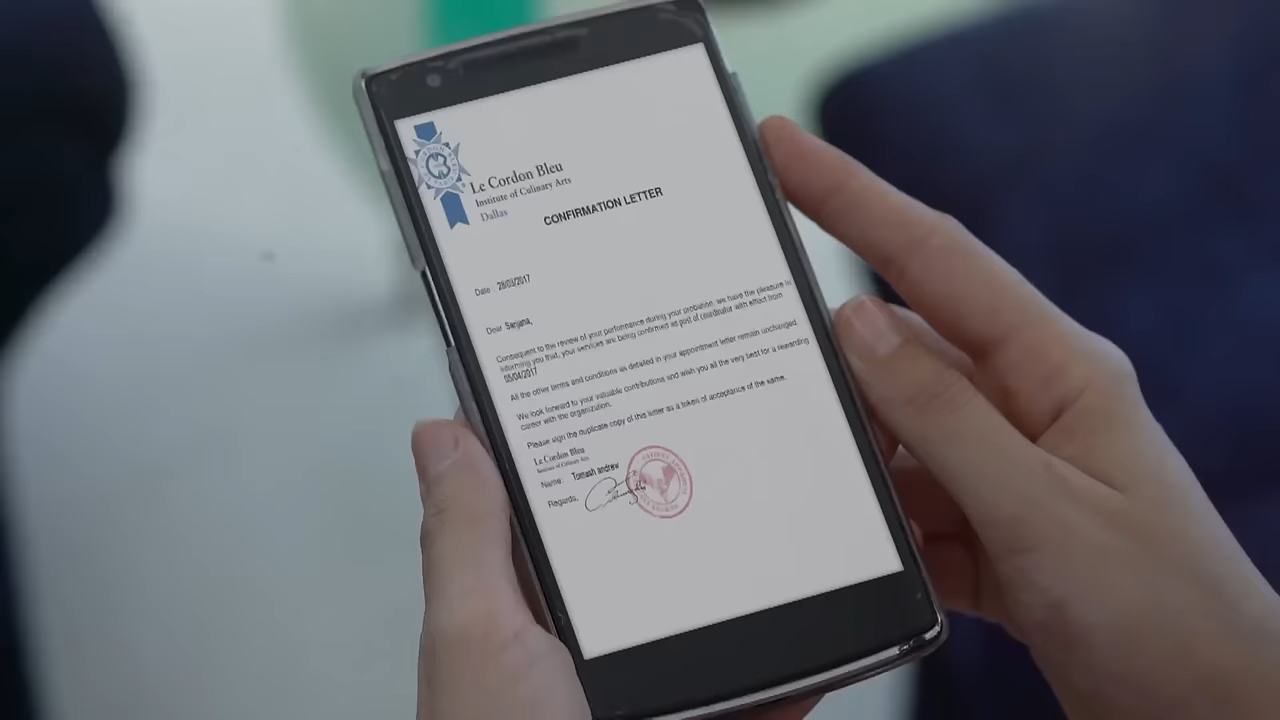 Le Cordon Bleu
Institute of Culinary Arts
Dallas
CONFIRMATION LETTER
Date : 28/03/2017
Dear Sanjana,
Consequent to the review of your performance during your probation, we have the pleasure in
informing you that, your services are being confirmed as post of coordinator with effect from
05/04/2017
All the other terms and conditions as detailed in your appointment letter remain unchanged.
We look forward to your valuable contributions and wish you all the very best for a rewarding
career with the organization.
Please sign the duplicate copy of this letter as a token of acceptance of the same.
Le Cordon Bleu
Institute of Culinary Arts
Name: Tomash andrew
Regards,